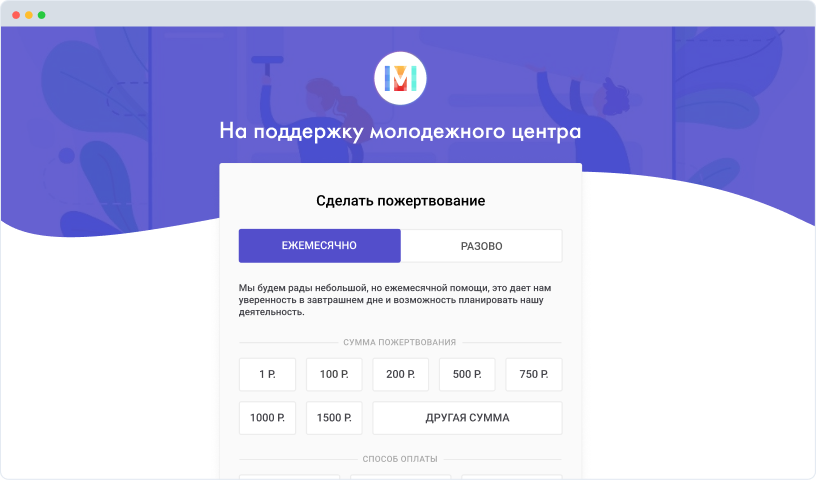 М
На поддержку молодежного центра
Сделать пожертвование
ЕЖЕМЕСЯЧНО
РАЗОВО
Мы будем рады небольшой, но ежемесячной помощи, это дает нам
уверенность в завтрашнем дне и возможность планировать нашу
деятельность.
СУММА ПОЖЕРТВОВАНИЯ
1 Р.
100 Р.
200 Р.
500 Р.
750 Р.
1000 Р.
1500 Р.
ДРУГАЯ СУММА
СПОСОБ ОПЛАТЫ